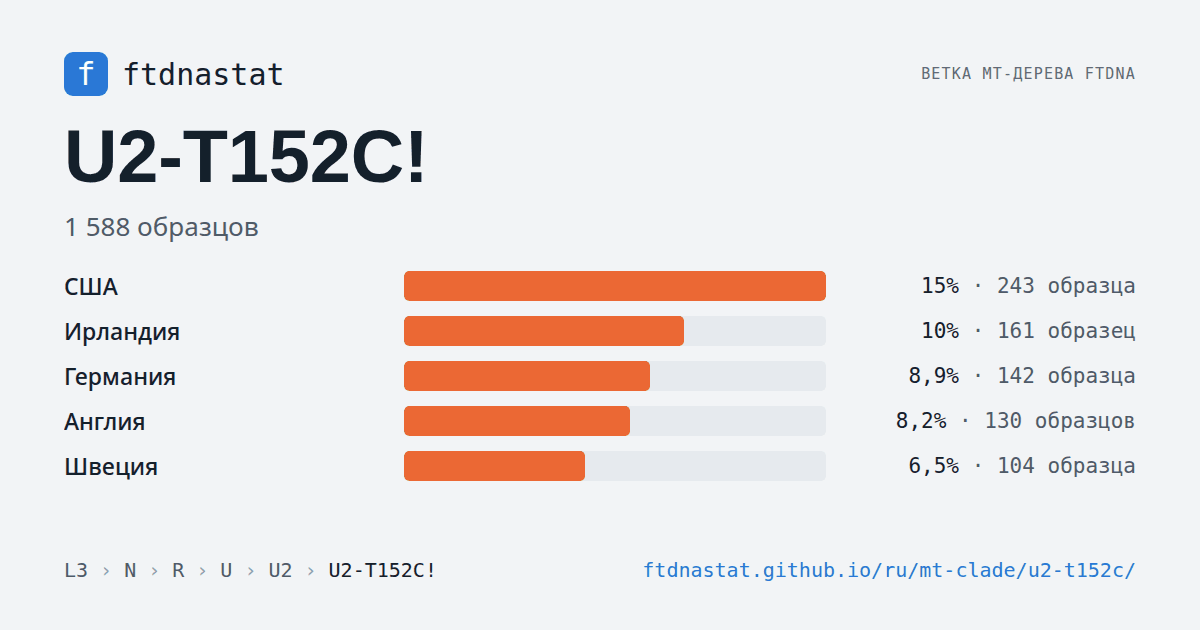 f ftdnastat
ВЕТКА МТ-ДЕРЕВА FTDNA
U2-T152C!
1 588 образцов
США 15% · 243 образца
Ирландия 10% · 161 образец
Германия 8,9% · 142 образца
Англия 8,2% · 130 образцов
Швеция 6,5% · 104 образца
L3 › N › R › U › U2 › U2-T152C!
ftdnastat.github.io/ru/mt-clade/u2-t152c/